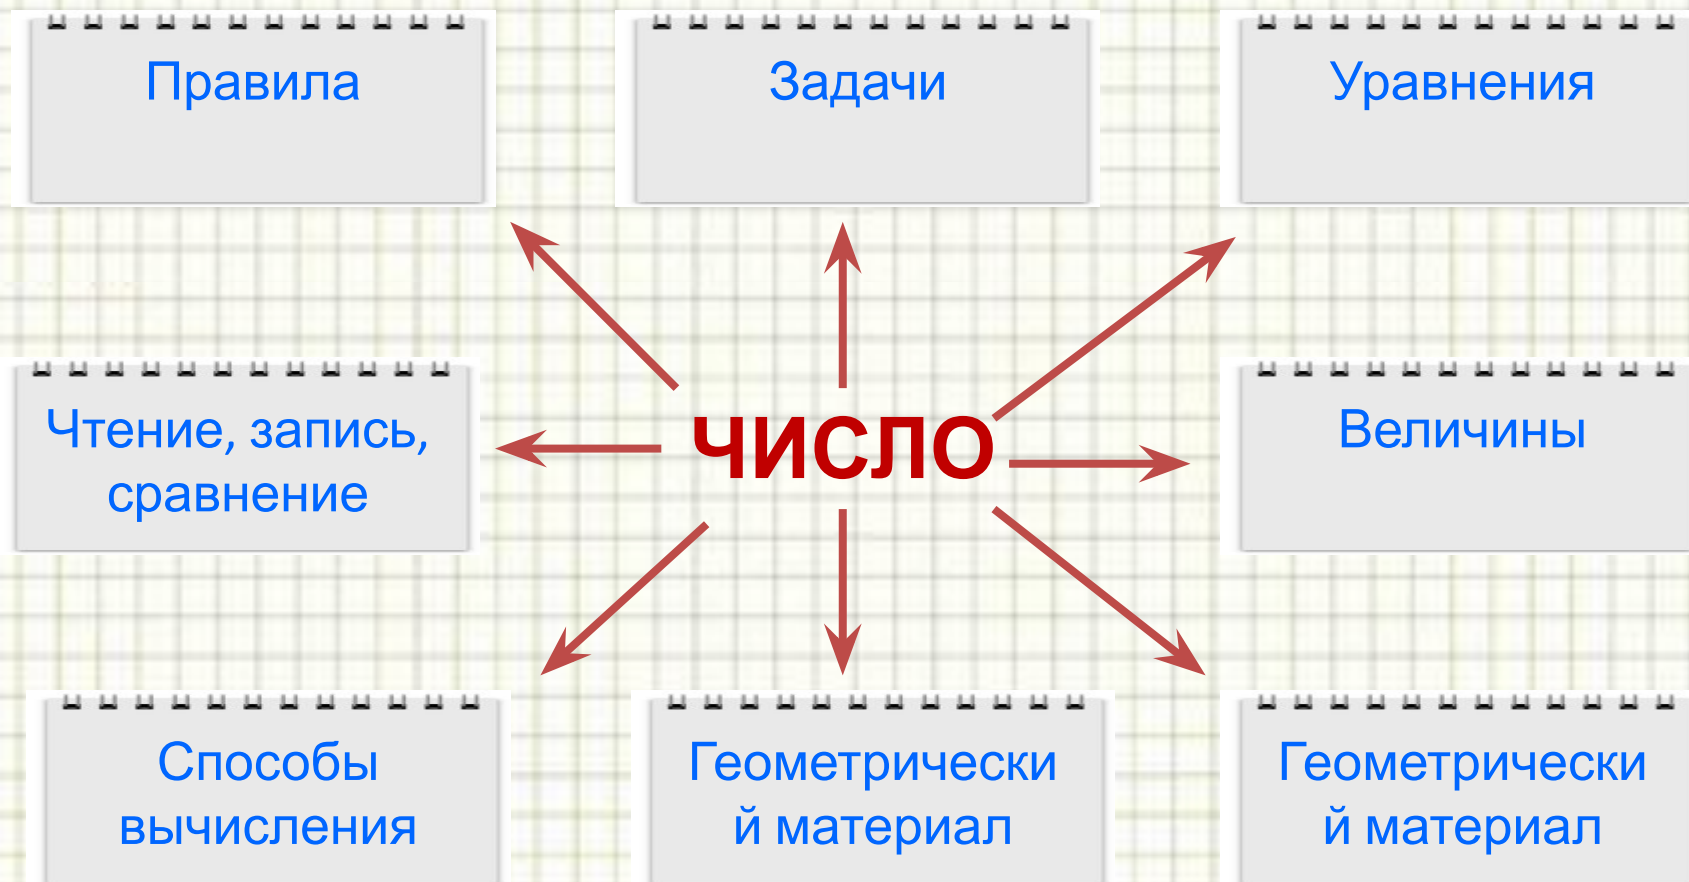 Правила
Задачи
Уравнения
Чтение, запись,
сравнение
ЧИСЛО
Величины
Способы
вычисления
Геометрически
й материал
Геометрически
й материал